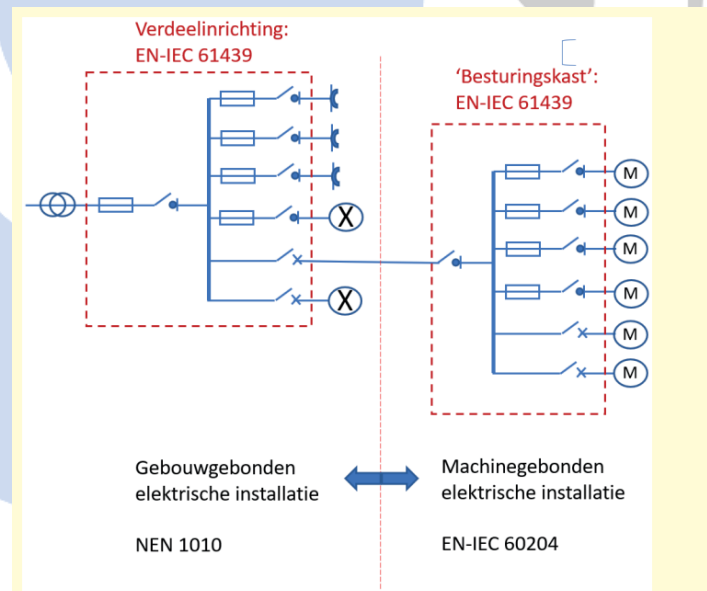 Verdeelinrichting:
EN-IEC 61439
‘Besturingskast’:
EN-IEC 61439
X
X
M
M
M
M
M
M
Gebouwgebonden
elektrische installatie
NEN 1010
Machinegebonden
elektrische installatie
EN-IEC 60204